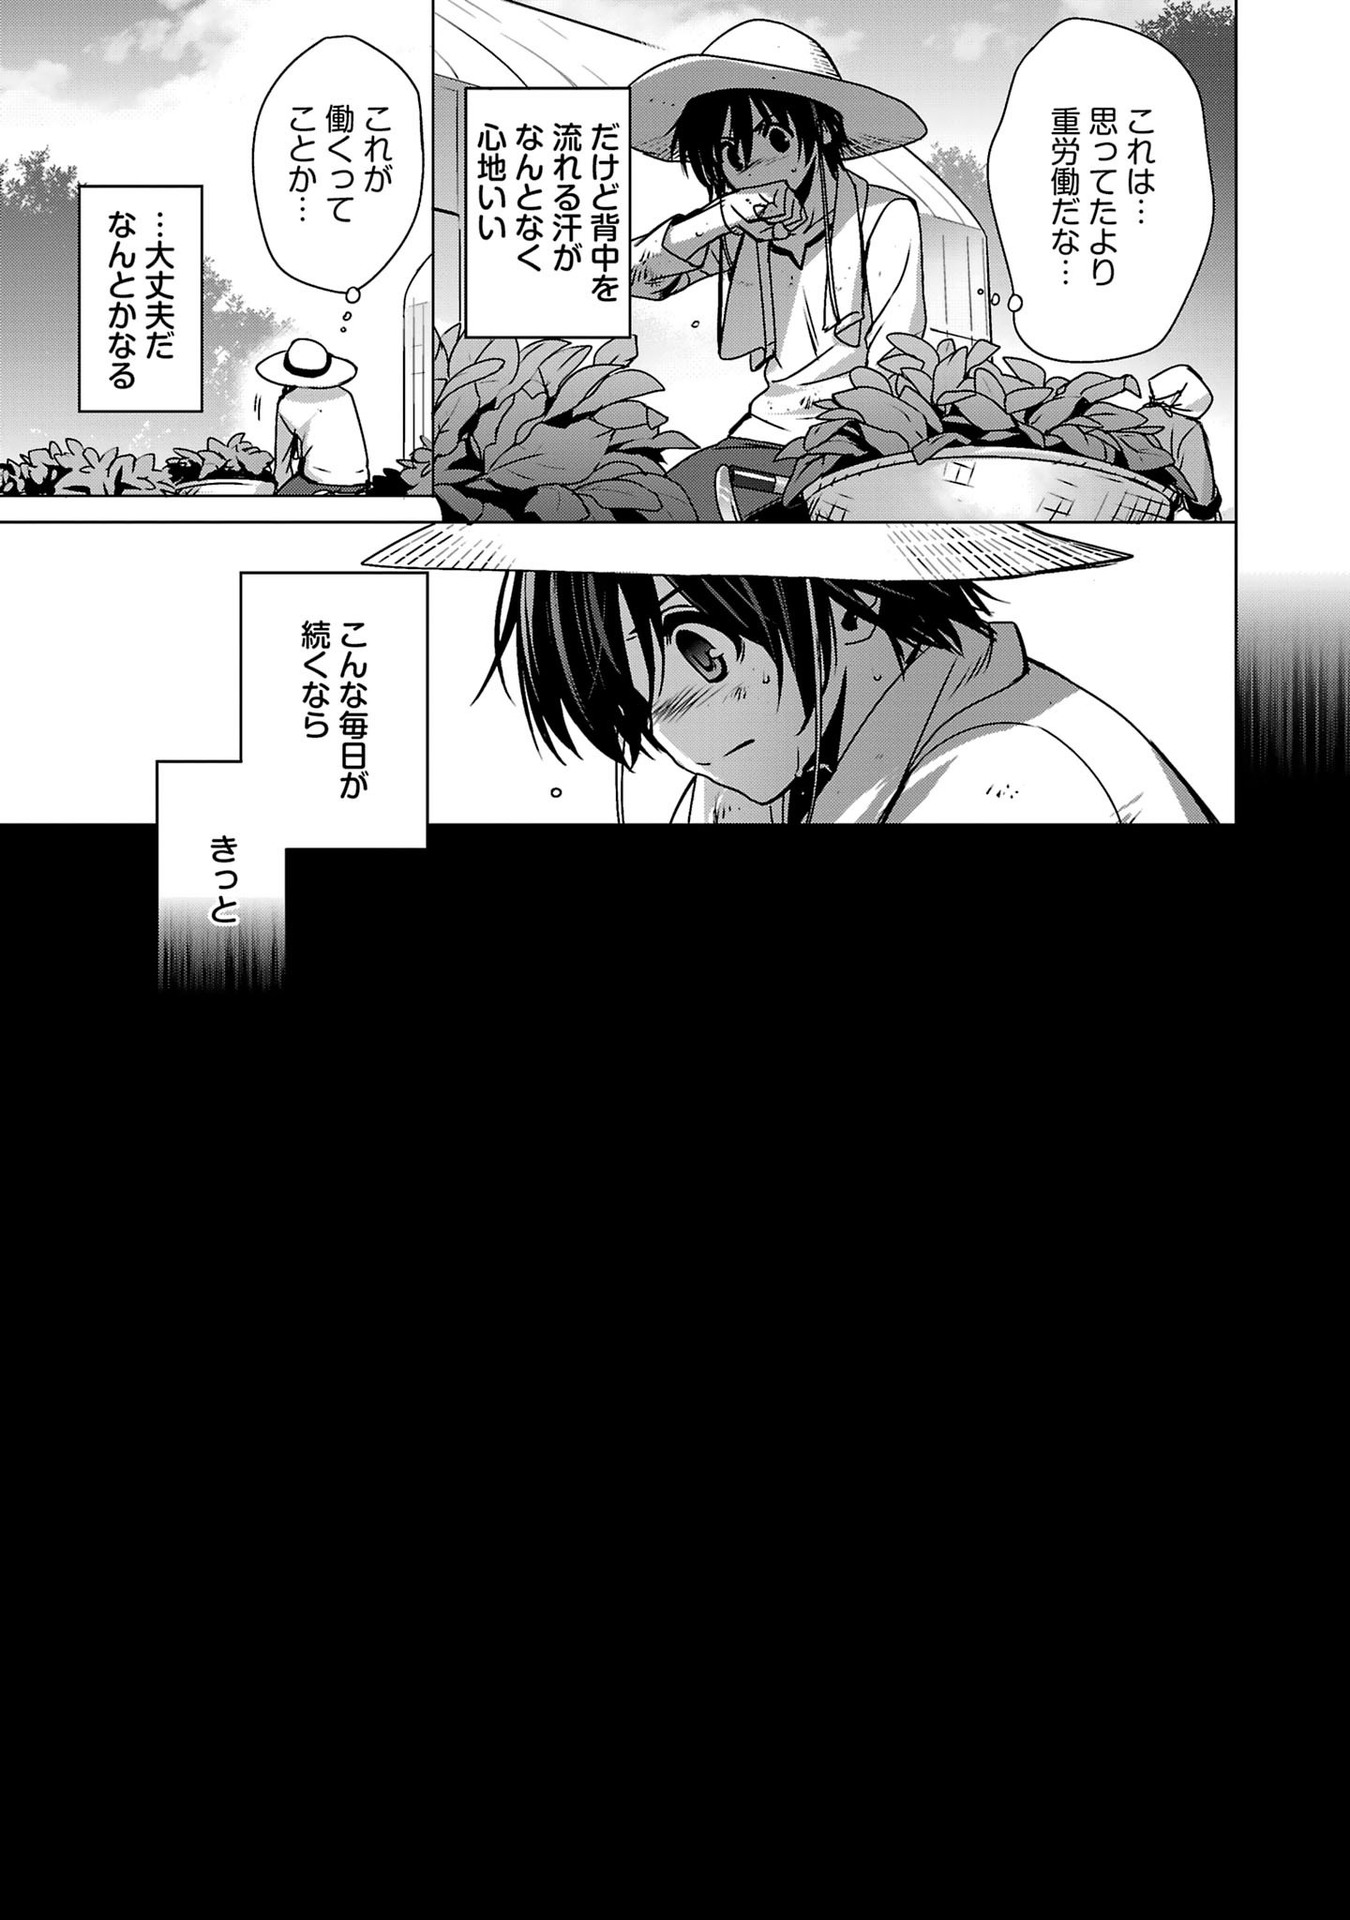 これは…
思ってたより
重労働だな…
だけど背中を
流れる汗が
なんとなく
心地いい
これが
働くって
ことか…
…大丈夫だ
なんとかなる
こんな毎日が
続くなら
きっと